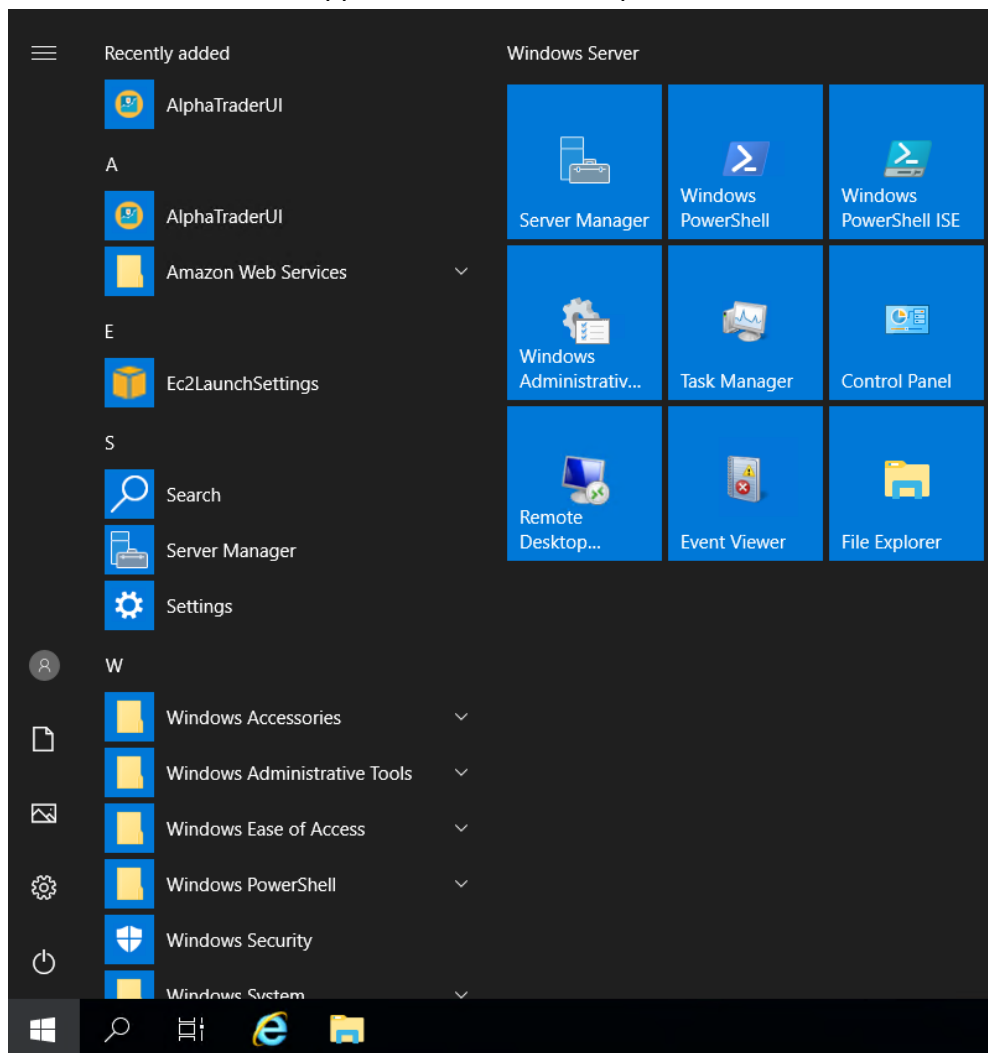 Recently added
AlphaTraderUI
A
AlphaTraderUI
Amazon Web Services
E
Ec2LaunchSettings
S
Search
Server Manager
Settings
W
Windows Accessories
Windows Administrative Tools
Windows Ease of Access
Windows PowerShell
Windows Security
Windows System
Windows Server
Server Manager
Windows
PowerShell
Windows
PowerShell ISE
Windows
Administrativ...
Task Manager
Control Panel
Remote
Desktop...
Event Viewer
File Explorer